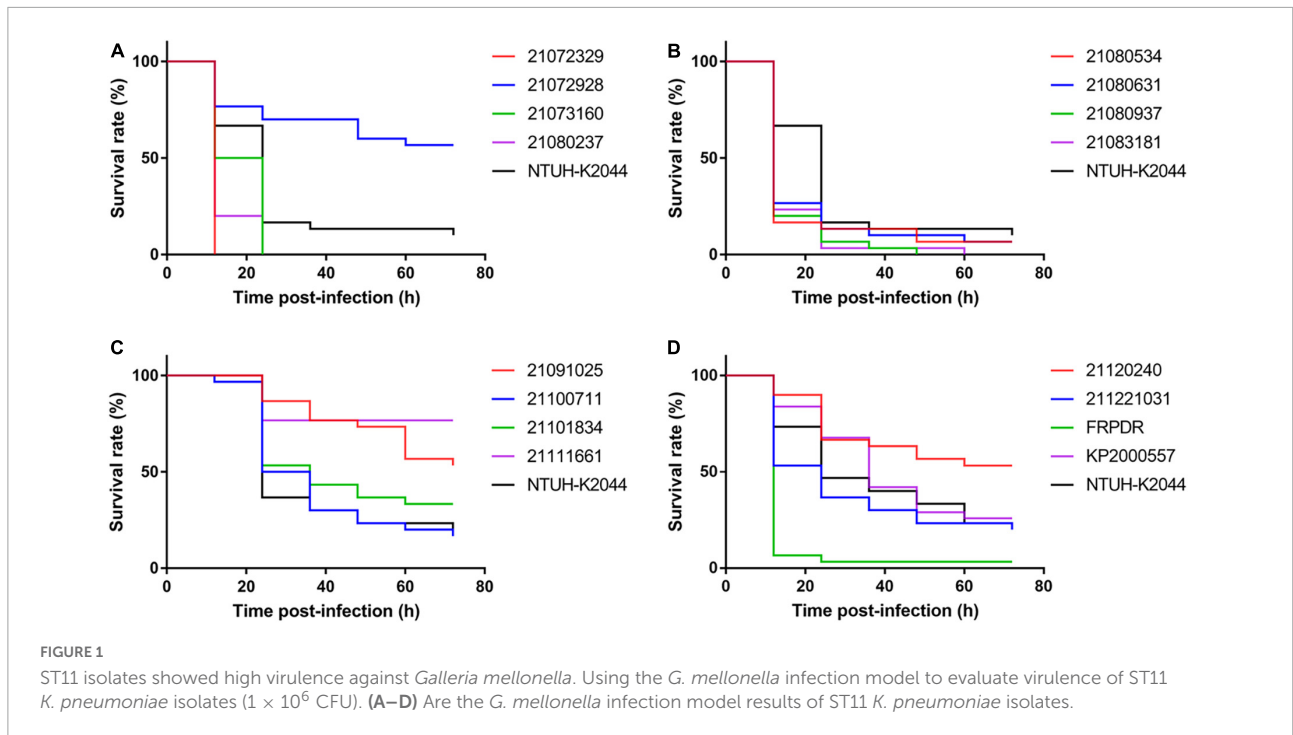 A
Survival rate (%)
100
50
0
0 20 40 60 80
Time post-infection (h)
21072329
21072928
21073160
21080237
NTUH-K2044
B
Survival rate (%)
100
50
0
0 20 40 60 80
Time post-infection (h)
21080534
21080631
21080937
21083181
NTUH-K2044
C
Survival rate (%)
100
50
0
0 20 40 60 80
Time post-infection (h)
21091025
21100711
21101834
21111661
NTUH-K2044
D
Survival rate (%)
100
50
0
0 20 40 60 80
Time post-infection (h)
21120240
211221031
FRPDR
KP2000557
NTUH-K2044
FIGURE 1
ST11 isolates showed high virulence against Galleria mellonella. Using the G. mellonella infection model to evaluate virulence of ST11
K. pneumoniae isolates (1 × 10⁶ CFU). (A–D) Are the G. mellonella infection model results of ST11 K. pneumoniae isolates.